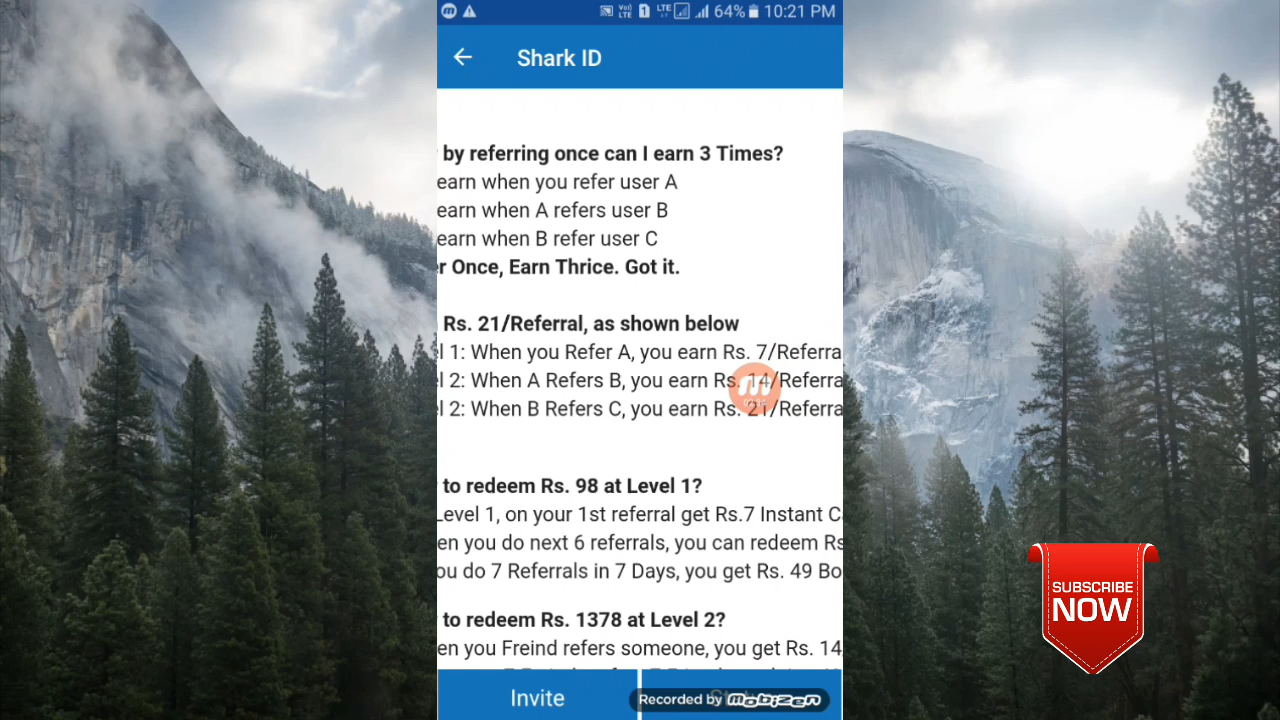 Vo) LTE 1 LTE 64% 10:21 PM
Shark ID
by referring once can I earn 3 Times?
earn when you refer user A
earn when A refers user B
earn when B refer user C
r Once, Earn Thrice. Got it.
Rs. 21/Referral, as shown below
l 1: When you Refer A, you earn Rs. 7/Referra
l 2: When A Refers B, you earn Rs. 14/Referra
l 2: When B Refers C, you earn Rs. 21/Referra
to redeem Rs. 98 at Level 1?
Level 1, on your 1st referral get Rs.7 Instant C
en you do next 6 referrals, you can redeem Rs
ou do 7 Referrals in 7 Days, you get Rs. 49 Bo
to redeem Rs. 1378 at Level 2?
en you Freind refers someone, you get Rs. 14
Invite
Recorded by mobizen
SUBSCRIBE
NOW